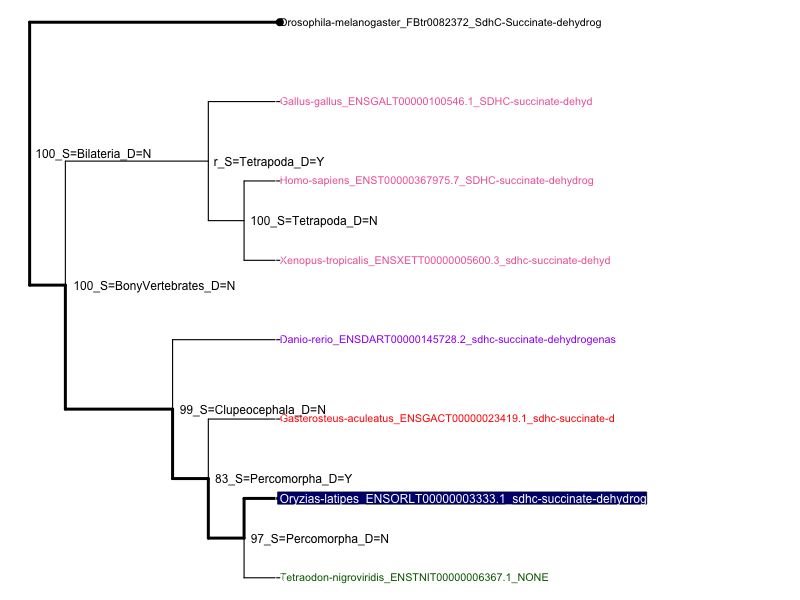 Drosophila-melanogaster_FBtr0082372_SdhC-Succinate-dehydrog
Gallus-gallus_ENSGALT00000100546.1_SDHC-succinate-dehyd
100_S=Bilateria_D=N
r_S=Tetrapoda_D=Y
Homo-sapiens_ENST00000367975.7_SDHC-succinate-dehydrog
100_S=Tetrapoda_D=N
Xenopus-tropicalis_ENSXETT00000005600.3_sdhc-succinate-dehyd
100_S=BonyVertebrates_D=N
Danio-rerio_ENSDART00000145728.2_sdhc-succinate-dehydrogenas
99_S=Clupeocephala_D=N
Gasterosteus-aculeatus_ENSGACT00000023419.1_sdhc-succinate-d
83_S=Percomorpha_D=Y
Oryzias-latipes_ENSORLT00000003333.1_sdhc-succinate-dehydrog
97_S=Percomorpha_D=N
Tetraodon-nigroviridis_ENSTNIT00000006367.1_NONE